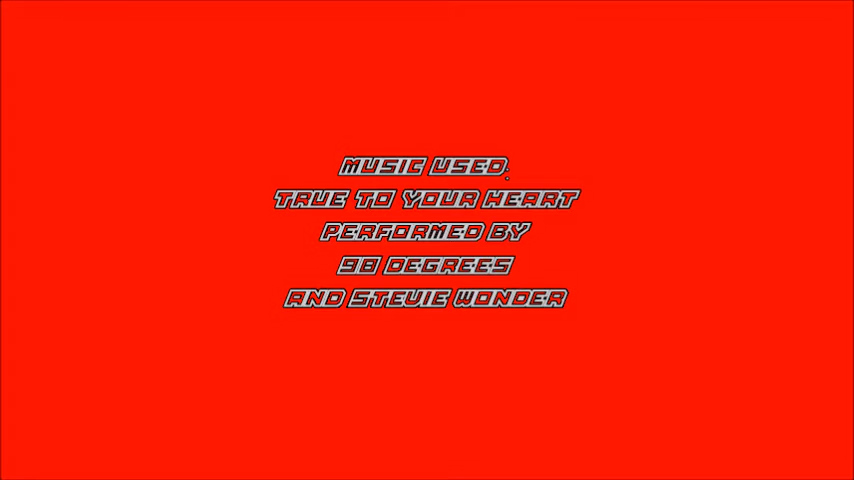 MUSIC USED:
TRUE TO YOUR HEART
PERFORMED BY
98 DEGREES
AND STEVIE WONDER